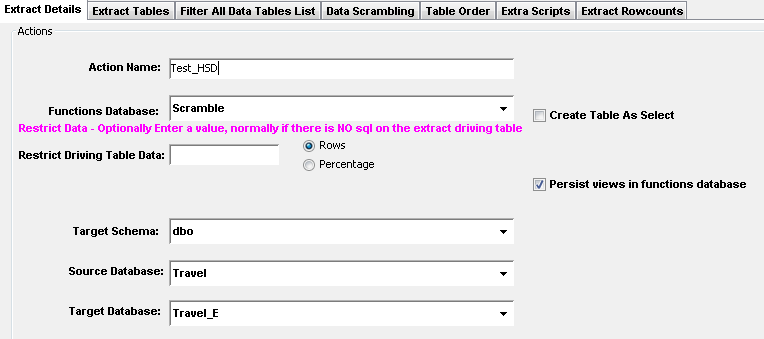 Extract Details Extract Tables Filter All Data Tables List Data Scrambling Table Order Extra Scripts Extract Rowcounts
Actions
Action Name: Test_HSD
Functions Database: Scramble
Create Table As Select
Restrict Data - Optionally Enter a value, normally if there is NO sql on the extract driving table
Restrict Driving Table Data: Rows
Percentage
Persist views in functions database
Target Schema: dbo
Source Database: Travel
Target Database: Travel_E